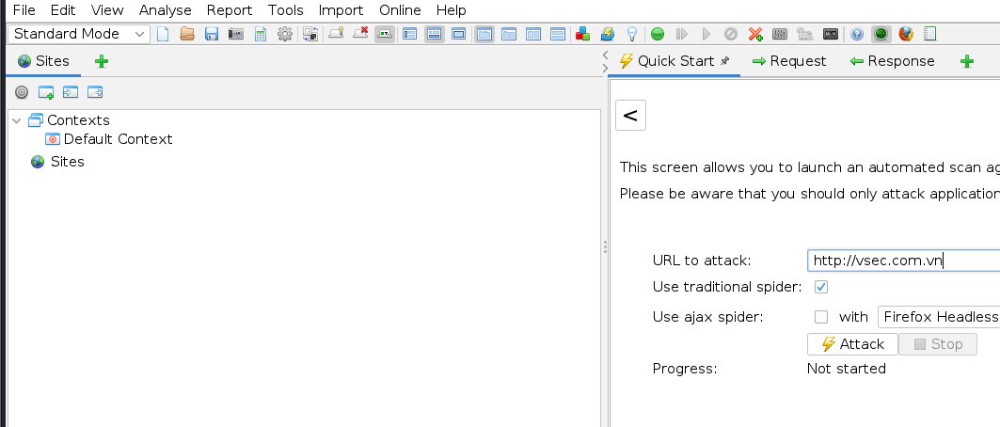 File Edit View Analyse Report Tools Import Online Help
Standard Mode
Sites
Quick Start Request Response
Contexts
Default Context
Sites
<
This screen allows you to launch an automated scan ag
Please be aware that you should only attack application
URL to attack: http://vsec.com.vn
Use traditional spider:
Use ajax spider: with Firefox Headless
Attack Stop
Progress: Not started